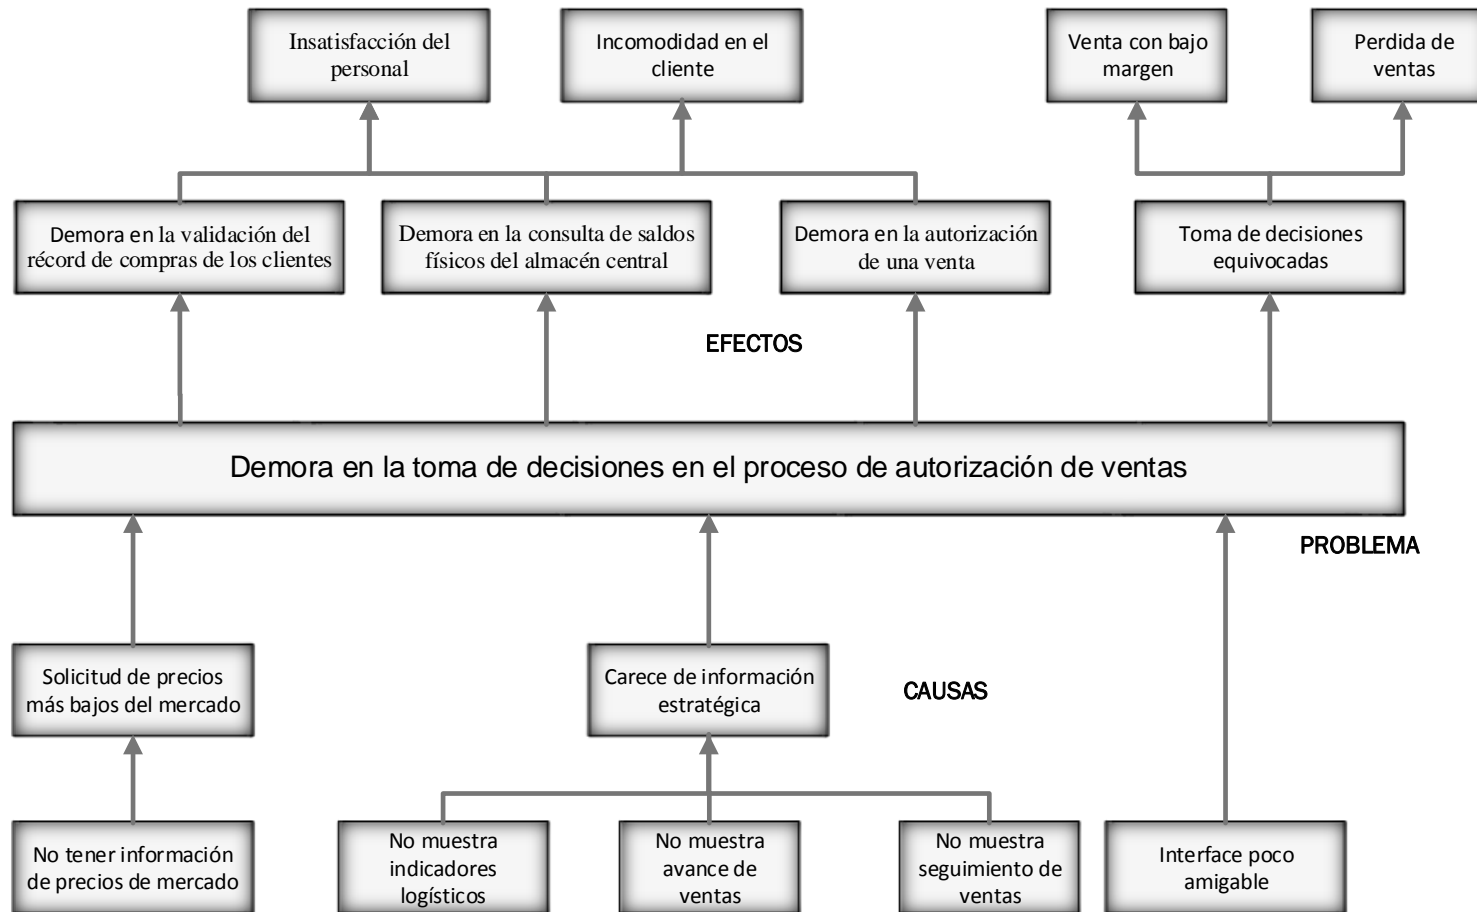 Insatisfacción del
personal
Incomodidad en el
cliente
Venta con bajo
margen
Perdida de
ventas
Demora en la validación del
récord de compras de los clientes
Demora en la consulta de saldos
físicos del almacén central
Demora en la autorización
de una venta
Toma de decisiones
equivocadas
EFECTOS
Demora en la toma de decisiones en el proceso de autorización de ventas
PROBLEMA
Solicitud de precios
más bajos del mercado
Carece de información
estratégica
CAUSAS
No tener información
de precios de mercado
No muestra
indicadores
logísticos
No muestra
avance de
ventas
No muestra
seguimiento de
ventas
Interface poco
amigable